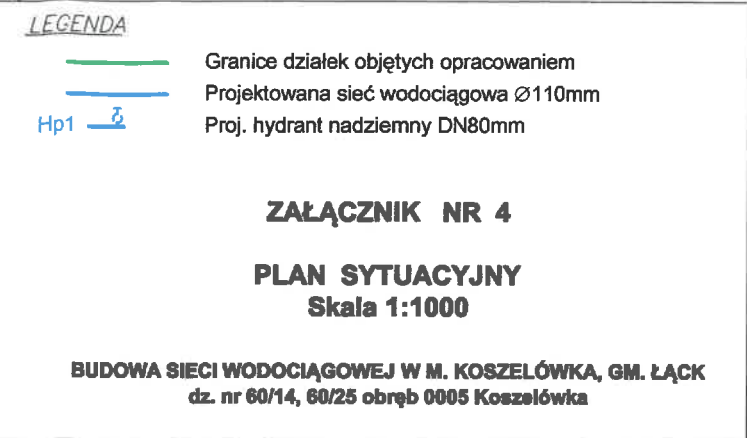 LEGENDA
Granice działek objętych opracowaniem
Projektowana sieć wodociągowa ∅110mm
Hp1 Proj. hydrant nadziemny DN80mm
ZAŁĄCZNIK NR 4
PLAN SYTUACYJNY
Skala 1:1000
BUDOWA SIECI WODOCIĄGOWEJ W M. KOSZELÓWKA, GM. ŁĄCK
dz. nr 60/14, 60/25 obręb 0005 Koszelówka